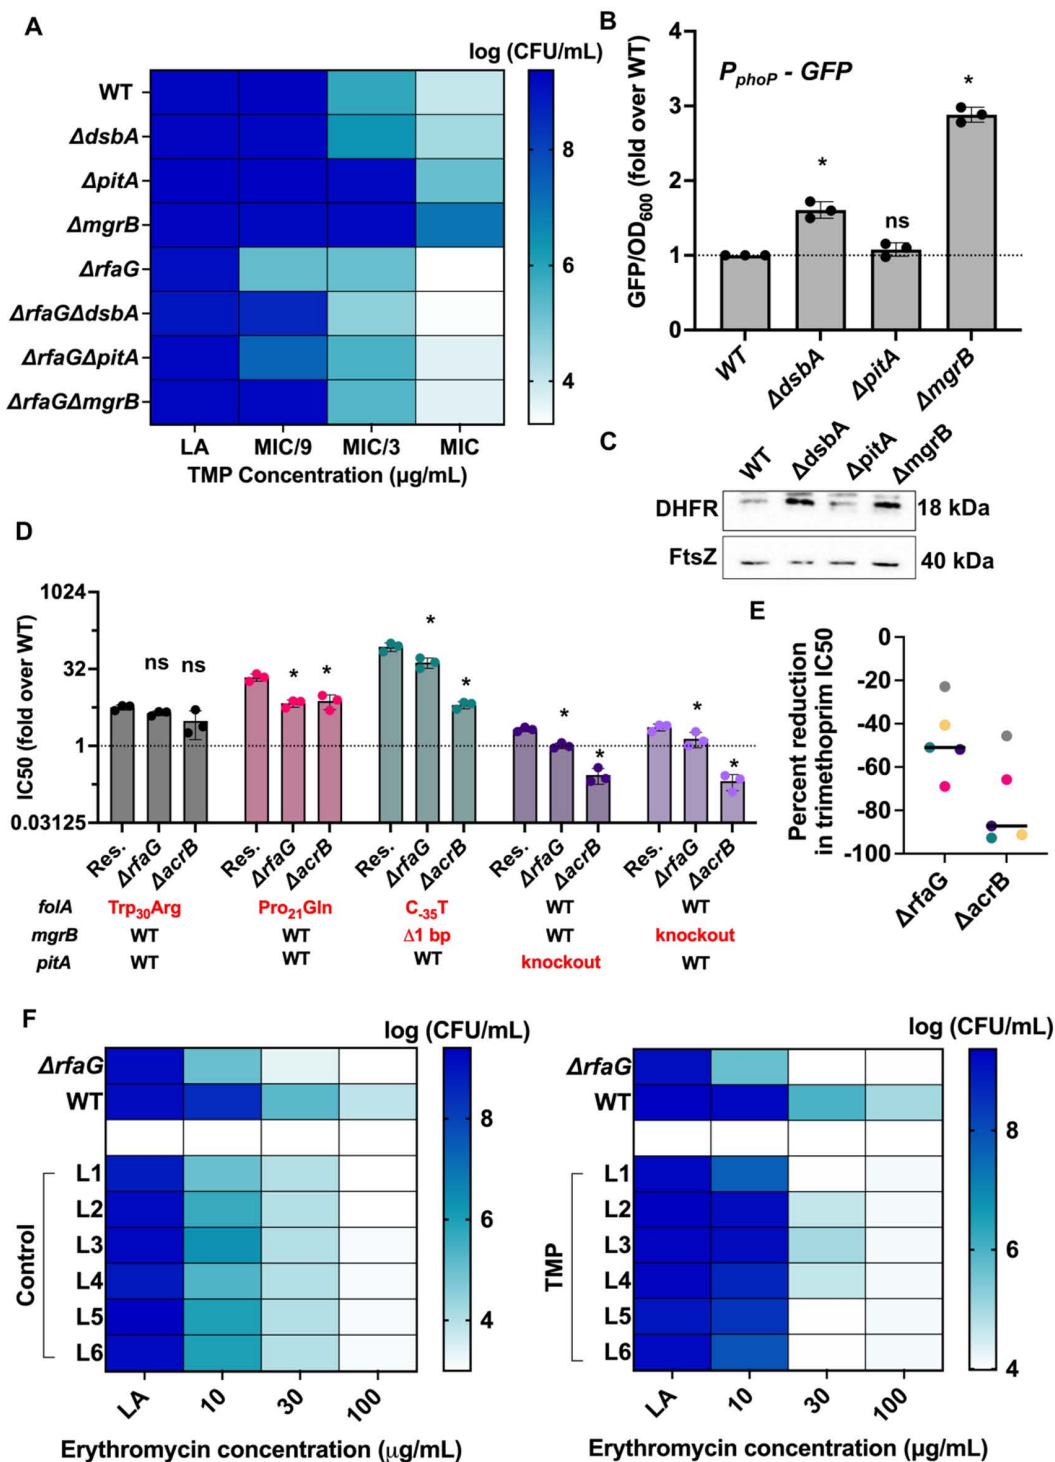 A
log (CFU/mL)
WT
ΔdsbA
ΔpitA
ΔmgrB
ΔrfaG
ΔrfaGΔdsbA
ΔrfaGΔpitA
ΔrfaGΔmgrB
8
6
4
LA MIC/9 MIC/3 MIC
TMP Concentration (µg/mL)
B
PphoP - GFP
GFP/OD600 (fold over WT)
4
3
2
1
0
*
ns
*
WT ΔdsbA ΔpitA ΔmgrB
C
WT ΔdsbA ΔpitA ΔmgrB
DHFR 18 kDa
FtsZ 40 kDa
D
IC50 (fold over WT)
1024
32
1
0.03125
ns ns * * * * * * * *
Res. ΔrfaG ΔacrB Res. ΔrfaG ΔacrB Res. ΔrfaG ΔacrB Res. ΔrfaG ΔacrB Res. ΔrfaG ΔacrB
folA Trp30Arg Pro21Gln C-35T WT WT
mgrB WT WT Δ1 bp WT knockout
pitA WT WT WT knockout WT
E
Percent reduction
in trimethoprim IC50
0
-20
-40
-60
-80
-100
ΔrfaG ΔacrB
F
log (CFU/mL)
ΔrfaG
WT
Control
L1
L2
L3
L4
L5
L6
8
6
4
LA 10 30 100
Erythromycin concentration (µg/mL)
log (CFU/mL)
ΔrfaG
WT
TMP
L1
L2
L3
L4
L5
L6
8
6
4
LA 10 30 100
Erythromycin concentration (µg/mL)